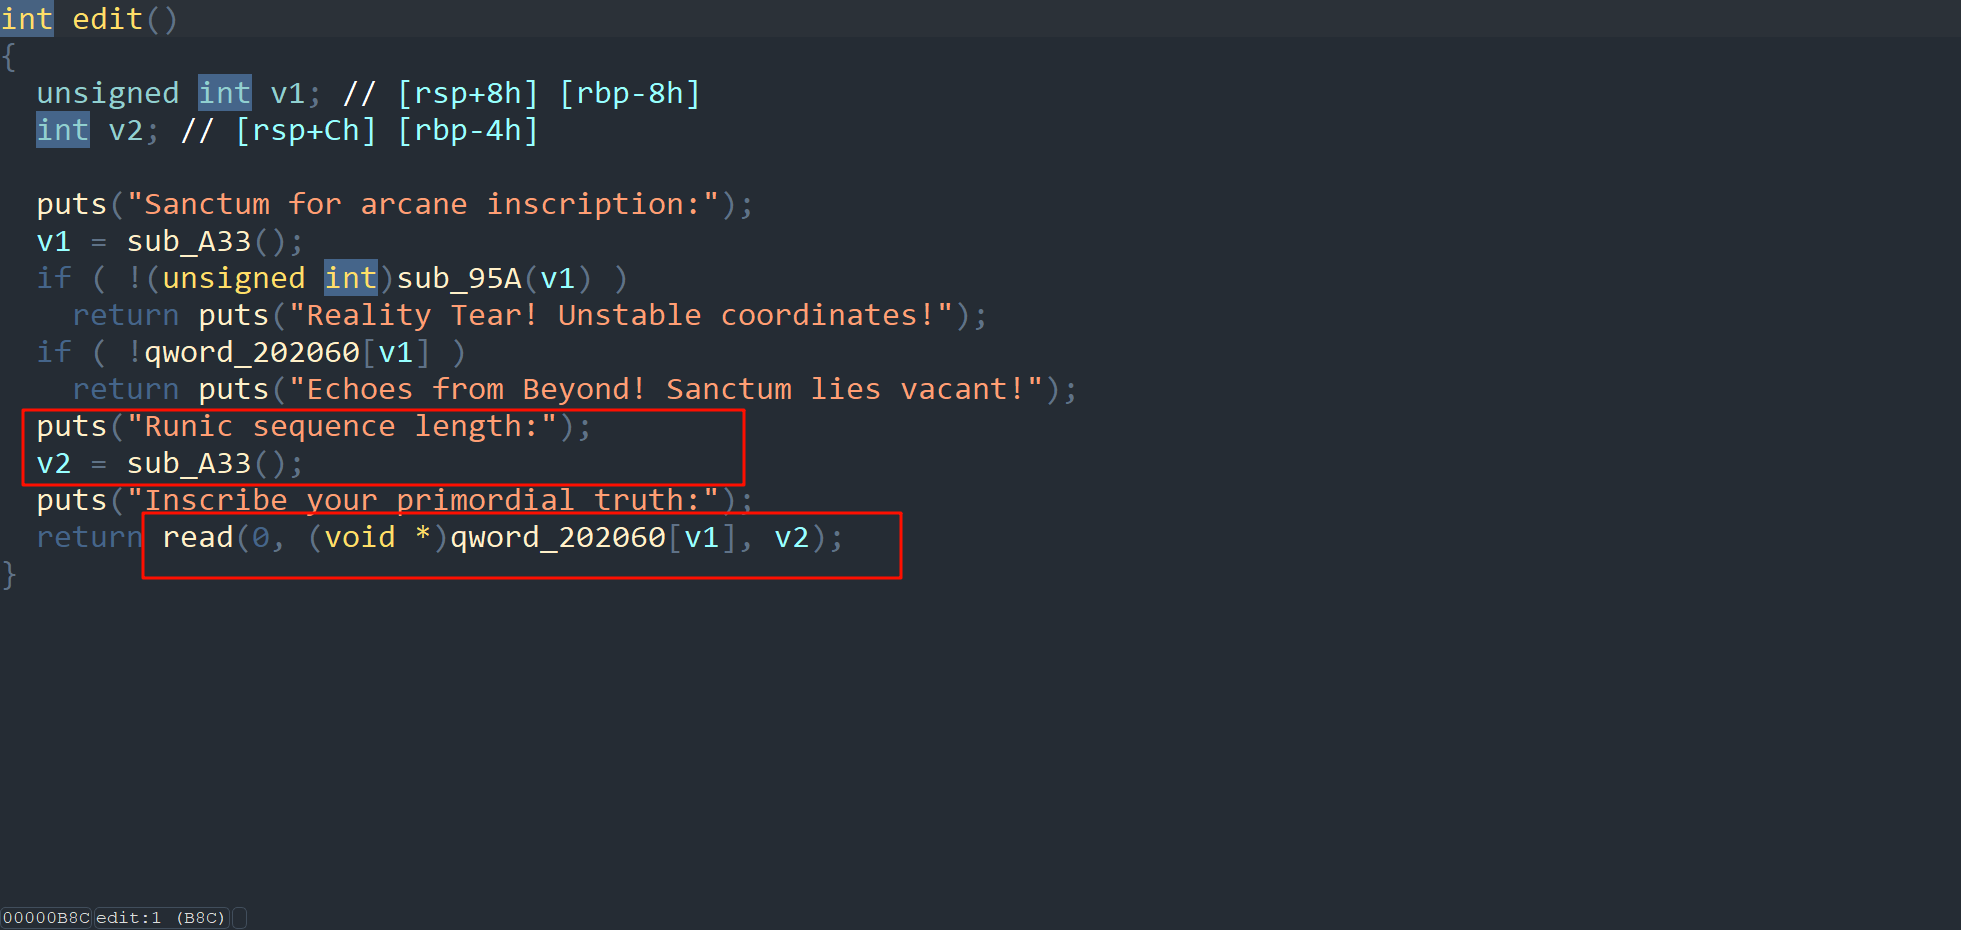 int edit()
{
  unsigned int v1; // [rsp+8h] [rbp-8h]
  int v2; // [rsp+Ch] [rbp-4h]

  puts("Sanctum for arcane inscription:");
  v1 = sub_A33();
  if ( !(unsigned int)sub_95A(v1) )
    return puts("Reality Tear! Unstable coordinates!");
  if ( !qword_202060[v1] )
    return puts("Echoes from Beyond! Sanctum lies vacant!");
  puts("Runic sequence length:");
  v2 = sub_A33();
  puts("Inscribe your primordial truth:");
  return read(0, (void *)qword_202060[v1], v2);
}
00000B8C edit:1 (B8C)